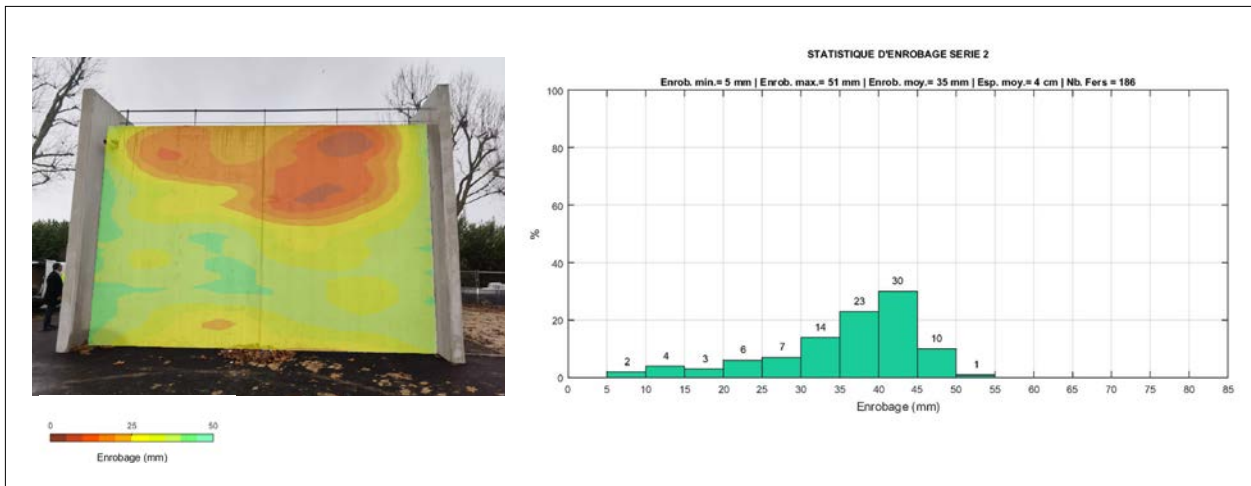 STATISTIQUE D'ENROBAGE SERIE 2
Enrob. min.= 5 mm | Enrob. max.= 51 mm | Enrob. moy.= 35 mm | Esp. moy.= 4 cm | Nb. Fers = 186
100
80
60
40
20
0
%
2
4
3
6
7
14
23
30
10
1
0 5 10 15 20 25 30 35 40 45 50 55 60 65 70 75 80 85
Enrobage (mm)
0 25 50
Enrobage (mm)